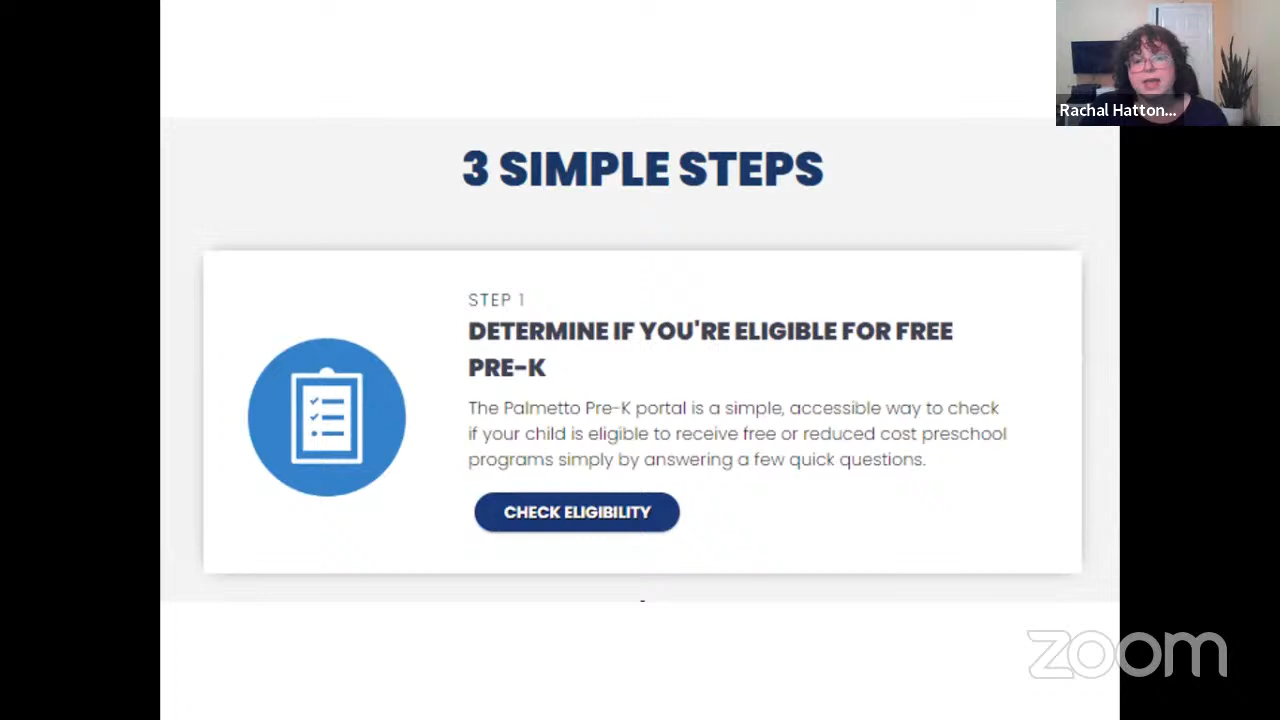 Rachal Hatton...
3 SIMPLE STEPS
STEP 1
DETERMINE IF YOU'RE ELIGIBLE FOR FREE
PRE-K
The Palmetto Pre-K portal is a simple, accessible way to check
if your child is eligible to receive free or reduced cost preschool
programs simply by answering a few quick questions.
CHECK ELIGIBILITY
zoom